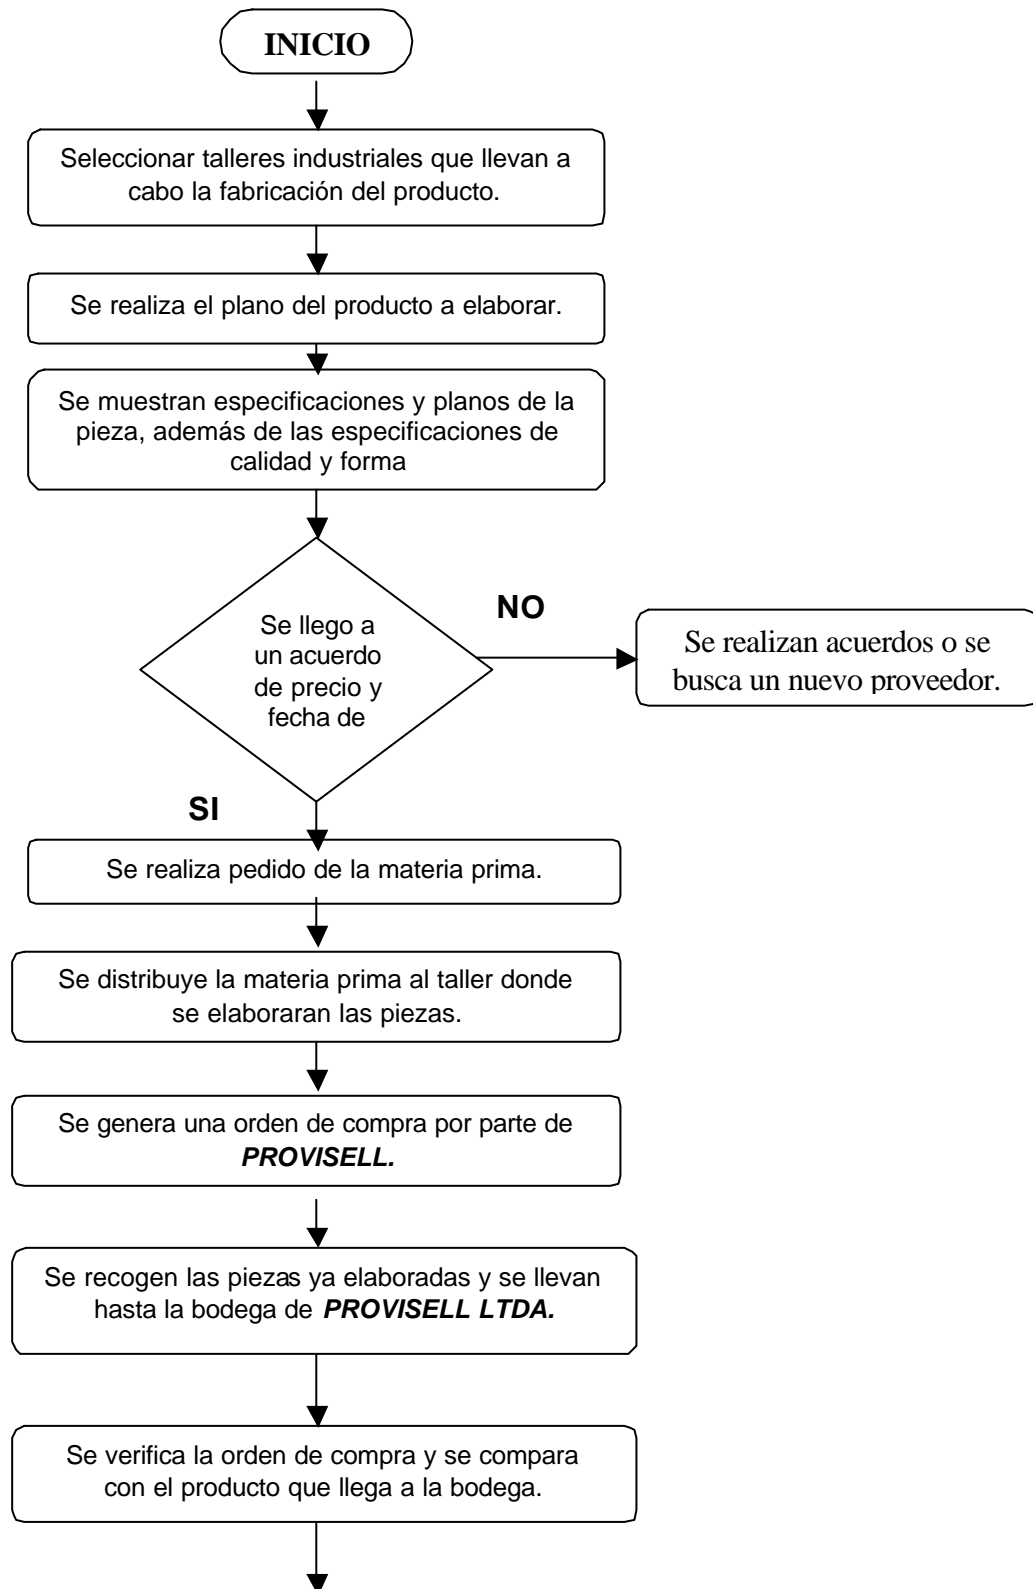 INICIO
Seleccionar talleres industriales que llevan a
cabo la fabricación del producto.
Se realiza el plano del producto a elaborar.
Se muestran especificaciones y planos de la
pieza, además de las especificaciones de
calidad y forma
Se llego a
un acuerdo
de precio y
fecha de
NO
Se realizan acuerdos o se
busca un nuevo proveedor.
SI
Se realiza pedido de la materia prima.
Se distribuye la materia prima al taller donde
se elaboraran las piezas.
Se genera una orden de compra por parte de
PROVISELL.
Se recogen las piezas ya elaboradas y se llevan
hasta la bodega de PROVISELL LTDA.
Se verifica la orden de compra y se compara
con el producto que llega a la bodega.